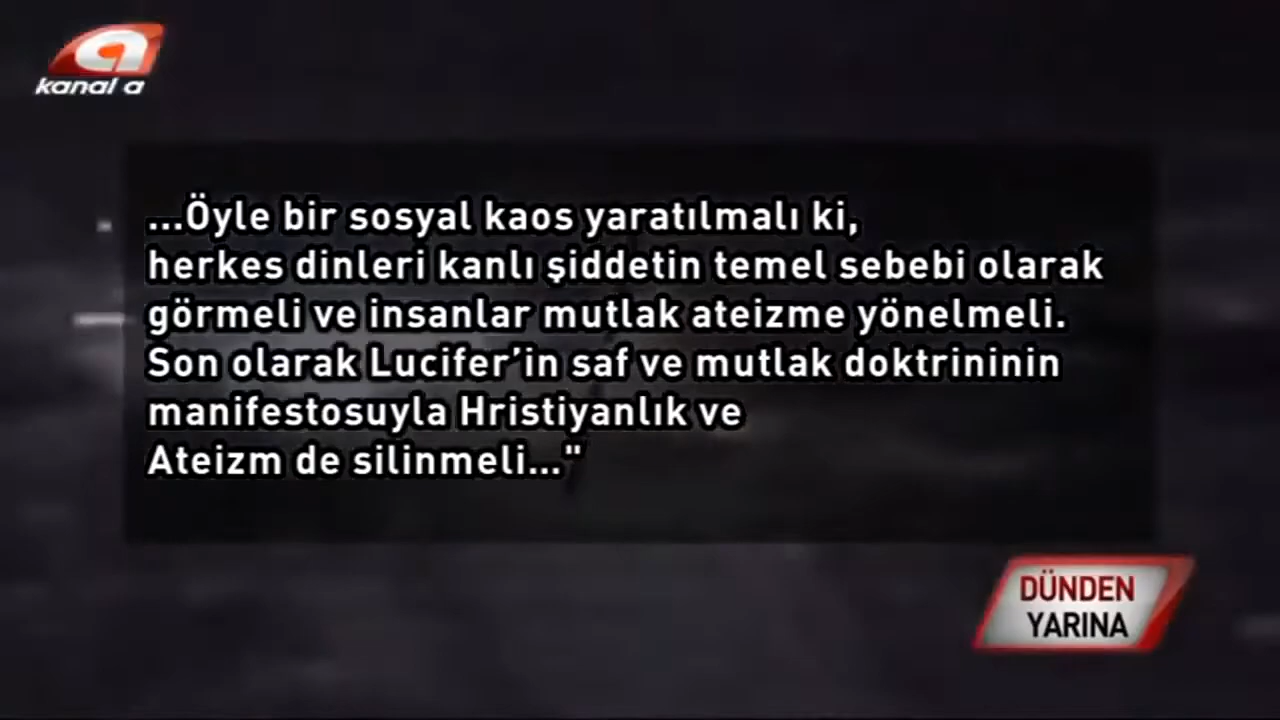 a
kanal a
...Öyle bir sosyal kaos yaratılmalı ki,
herkes dinleri kanlı şiddetin temel sebebi olarak
görmeli ve insanlar mutlak ateizme yönelmeli.
Son olarak Lucifer'in saf ve mutlak doktrininin
manifestosuyla Hristiyanlık ve
Ateizm de silinmeli..."
DÜNDEN
YARINA